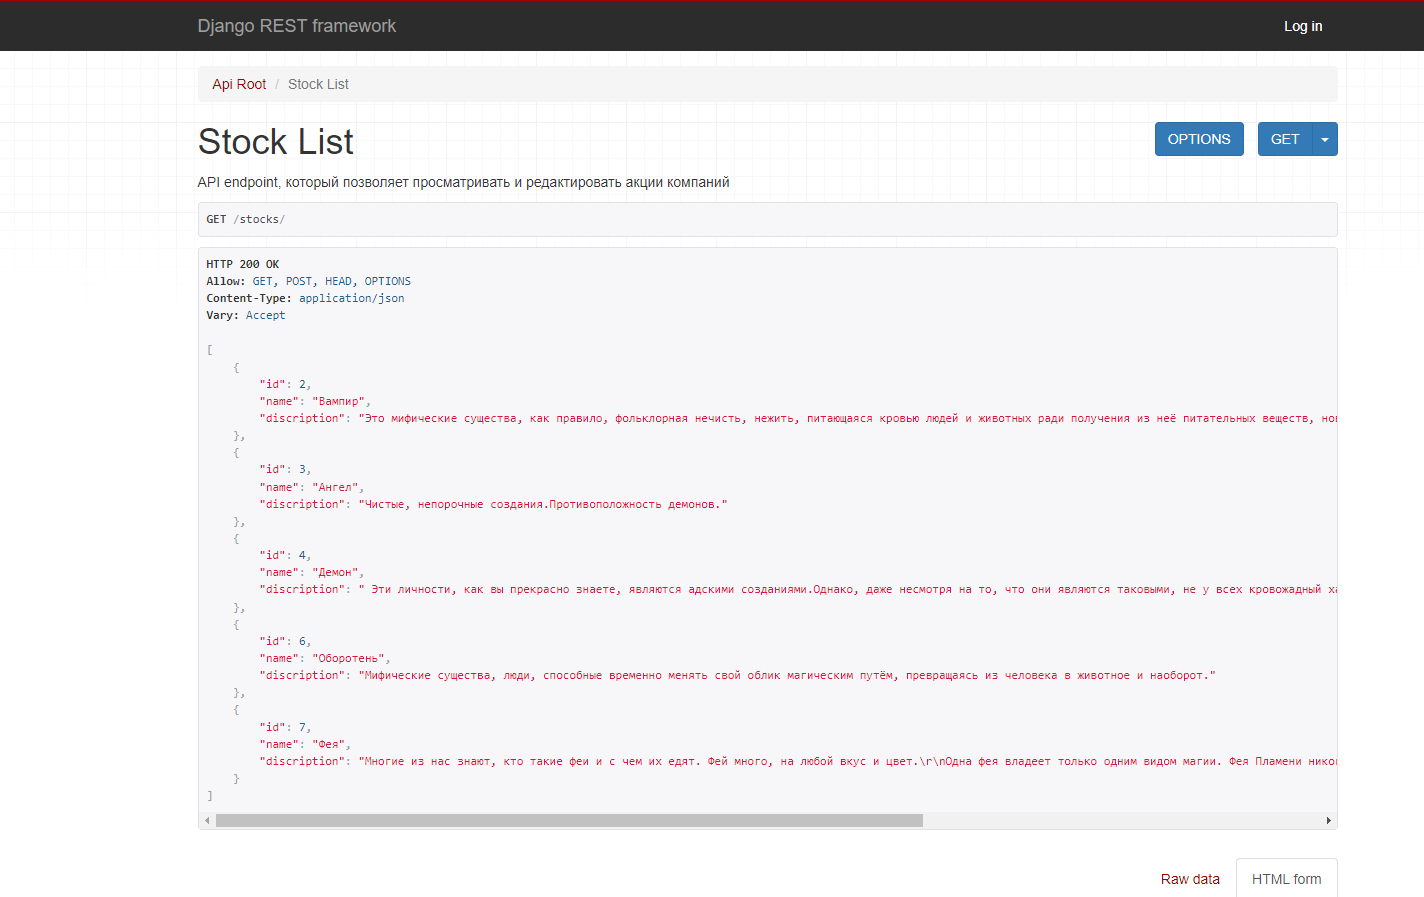 Django REST framework
Log in
Api Root / Stock List
Stock List
OPTIONS
GET
API endpoint, который позволяет просматривать и редактировать акции компаний
GET /stocks/
HTTP 200 OK
Allow: GET, POST, HEAD, OPTIONS
Content-Type: application/json
Vary: Accept
[
{
"id": 2,
"name": "Вампир",
"discription": "Это мифические существа, как правило, фольклорная нечисть, нежить, питающаяся кровью людей и животных ради получения из неё питательных веществ,
},
{
"id": 3,
"name": "Ангел",
"discription": "Чистые, непорочные создания.Противоположность демонов."
},
{
"id": 4,
"name": "Демон",
"discription": " Эти личности, как вы прекрасно знаете, являются адскими созданиями.Однако, даже несмотря на то, что они являются таковыми, не у всех кровожадный
},
{
"id": 6,
"name": "Оборотень",
"discription": "Мифические существа, люди, способные временно менять свой облик магическим путём, превращаясь из человека в животное и наоборот."
},
{
"id": 7,
"name": "Фея",
"discription": "Многие из нас знают, кто такие феи и с чем их едят. Фей много, на любой вкус и цвет.\r\nОдна фея владеет только одним видом магии. Фея Пламени
}
]
Raw data
HTML form